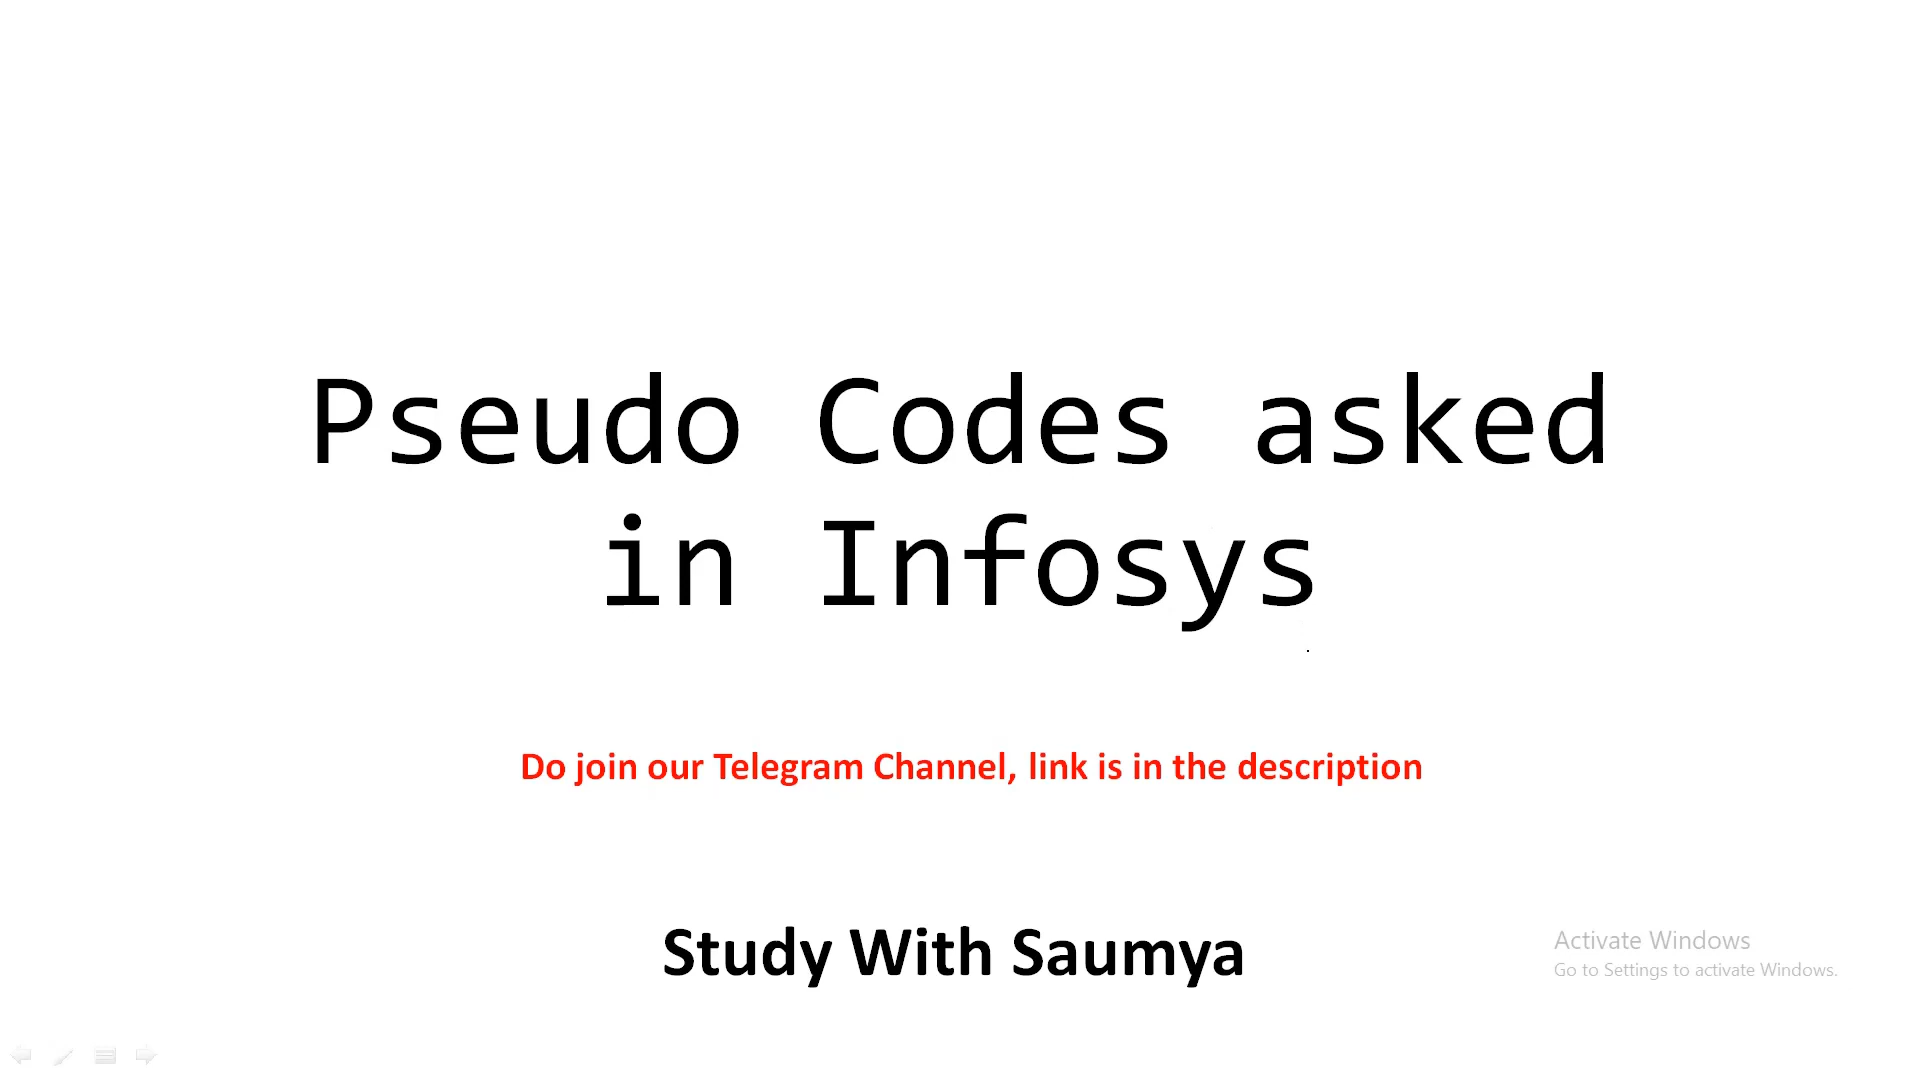 Pseudo Codes asked
in Infosys
Do join our Telegram Channel, link is in the description
Study With Saumya
Activate Windows
Go to Settings to activate Windows.